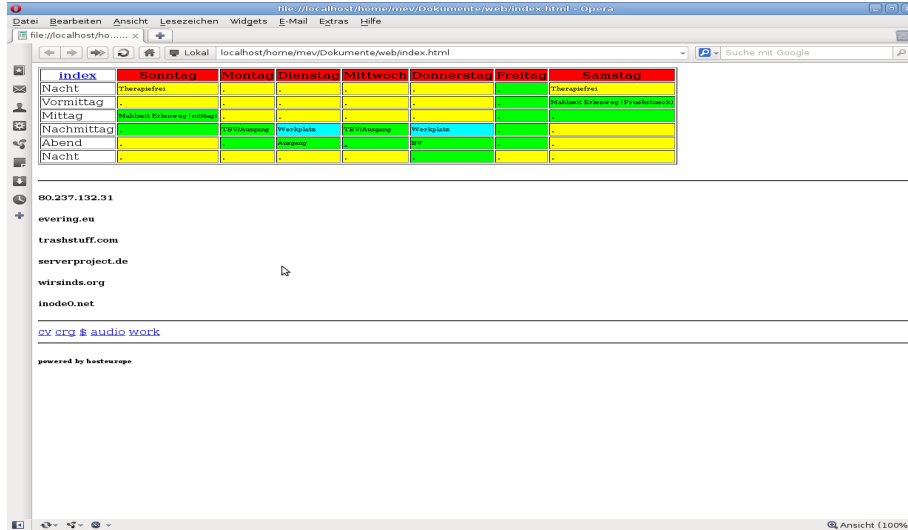 file://localhost/home/mev/Dokumente/web/index.html - Opera
Datei Bearbeiten Ansicht Lesezeichen Widgets E-Mail Extras Hilfe
file://localhost/ho...... x
Lokal localhost/home/mev/Dokumente/web/index.html Suche mit Google
index Sonntag Montag Dienstag Mittwoch Donnerstag Freitag Samstag
Nacht Therapiefrei . . . . . Therapiefrei
Vormittag . . . . . . Mahlzeit Erlenweg (Fruehstueck)
Mittag Mahlzeit Erlenweg (mittag) . . . . . .
Nachmittag . TBV/Ausgang Werkplatz TBV/Ausgang Werkplatz . .
Abend . . Ausgang . BV . .
Nacht . . . . . . .
80.237.132.31
evering.eu
trashstuff.com
serverproject.de
wirsinds.org
inode0.net
cv crg $ audio work
powered by hosteurope
Ansicht (100%